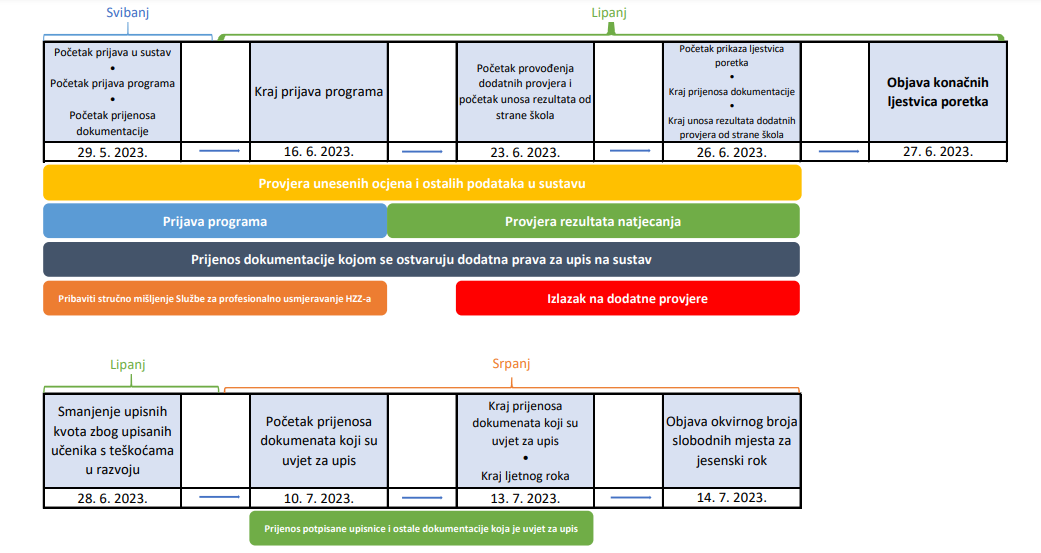 Svibanj
Lipanj
Početak prijava u sustav
•
Početak prijava programa
•
Početak prijenosa
dokumentacije
Kraj prijava programa
Početak provođenja
dodatnih provjera i
početak unosa rezultata od
strane škola
Početak prikaza ljestvica
poretka
•
Kraj prijenosa dokumentacije
•
Kraj unosa rezultata dodatnih
provjera od strane škola
Objava konačnih
ljestvica poretka
29. 5. 2023.
16. 6. 2023.
23. 6. 2023.
26. 6. 2023.
27. 6. 2023.
Provjera unesenih ocjena i ostalih podataka u sustavu
Prijava programa
Provjera rezultata natjecanja
Prijenos dokumentacije kojom se ostvaruju dodatna prava za upis na sustav
Pribaviti stručno mišljenje Službe za profesionalno usmjeravanje HZZ-a
Izlazak na dodatne provjere
Lipanj
Srpanj
Smanjenje upisnih
kvota zbog upisanih
učenika s teškoćama
u razvoju
Početak prijenosa
dokumenata koji su
uvjet za upis
Kraj prijenosa
dokumenata koji su
uvjet za upis
•
Kraj ljetnog roka
Objava okvirnog broja
slobodnih mjesta za
jesenski rok
28. 6. 2023.
10. 7. 2023.
13. 7. 2023.
14. 7. 2023.
Prijenos potpisane upisnice i ostale dokumentacije koja je uvjet za upis